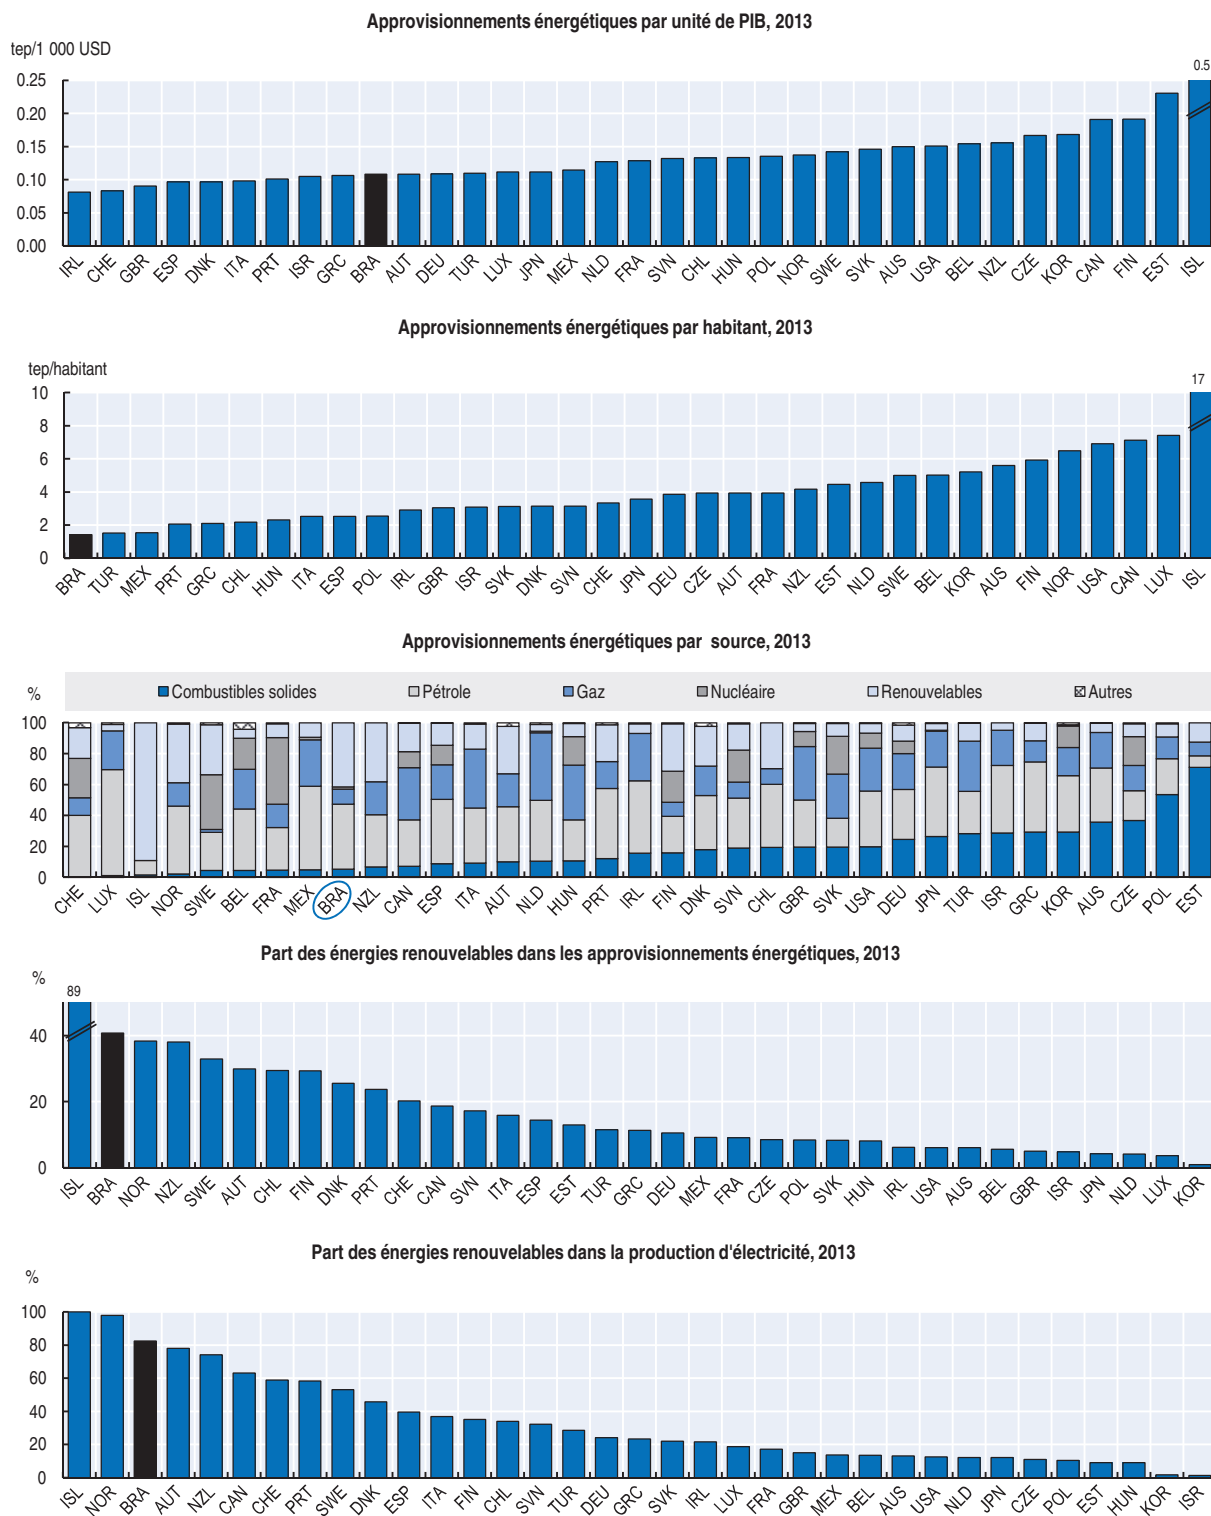 Approvisionnements énergétiques par unité de PIB, 2013
tep/1 000 USD
0.5
0.25
0.20
0.15
0.10
0.05
0.00
IRL CHE GBR ESP DNK ITA PRT ISR GRC BRA AUT DEU TUR LUX JPN MEX NLD FRA SVN CHL HUN POL NOR SWE SVK AUS USA BEL NZL CZE KOR CAN FIN EST ISL
Approvisionnements énergétiques par habitant, 2013
tep/habitant
17
10
8
6
4
2
0
BRA TUR MEX PRT GRC CHL HUN ITA ESP POL IRL GBR ISR SVK DNK SVN CHE JPN DEU CZE AUT FRA NZL EST NLD SWE BEL KOR AUS FIN NOR USA CAN LUX ISL
Approvisionnements énergétiques par source, 2013
%
Combustibles solides Pétrole Gaz Nucléaire Renouvelables Autres
100
80
60
40
20
0
CHE LUX ISL NOR SWE BEL FRA MEX BRA NZL CAN ESP ITA AUT NLD HUN PRT IRL FIN DNK SVN CHL GBR SVK USA DEU JPN TUR ISR GRC KOR AUS CZE POL EST
Part des énergies renouvelables dans les approvisionnements énergétiques, 2013
%
89
40
20
0
ISL BRA NOR NZL SWE AUT CHL FIN DNK PRT CHE CAN SVN ITA ESP EST TUR GRC DEU MEX FRA CZE POL SVK HUN IRL USA AUS BEL GBR ISR JPN NLD LUX KOR
Part des énergies renouvelables dans la production d'électricité, 2013
%
100
80
60
40
20
0
ISL NOR BRA AUT NZL CAN CHE PRT SWE DNK ESP ITA FIN CHL SVN TUR DEU GRC SVK IRL LUX FRA GBR MEX BEL AUS USA NLD JPN CZE POL EST HUN KOR ISR